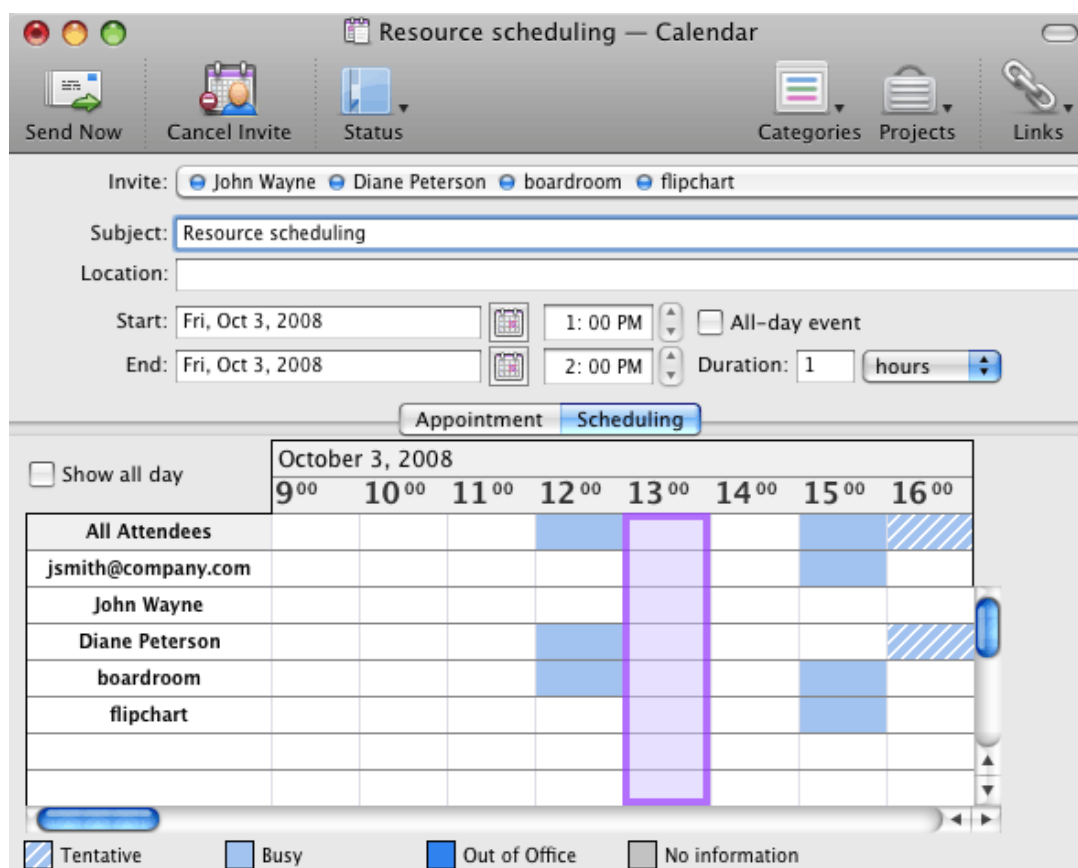 Resource scheduling — Calendar
Send Now Cancel Invite Status Categories Projects Links
Invite: John Wayne Diane Peterson boardroom flipchart
Subject: Resource scheduling
Location:
Start: Fri, Oct 3, 2008 1: 00 PM All-day event
End: Fri, Oct 3, 2008 2: 00 PM Duration: 1 hours
Appointment Scheduling
Show all day October 3, 2008
9⁰⁰ 10⁰⁰ 11⁰⁰ 12⁰⁰ 13⁰⁰ 14⁰⁰ 15⁰⁰ 16⁰⁰
All Attendees
jsmith@company.com
John Wayne
Diane Peterson
boardroom
flipchart
Tentative Busy Out of Office No information